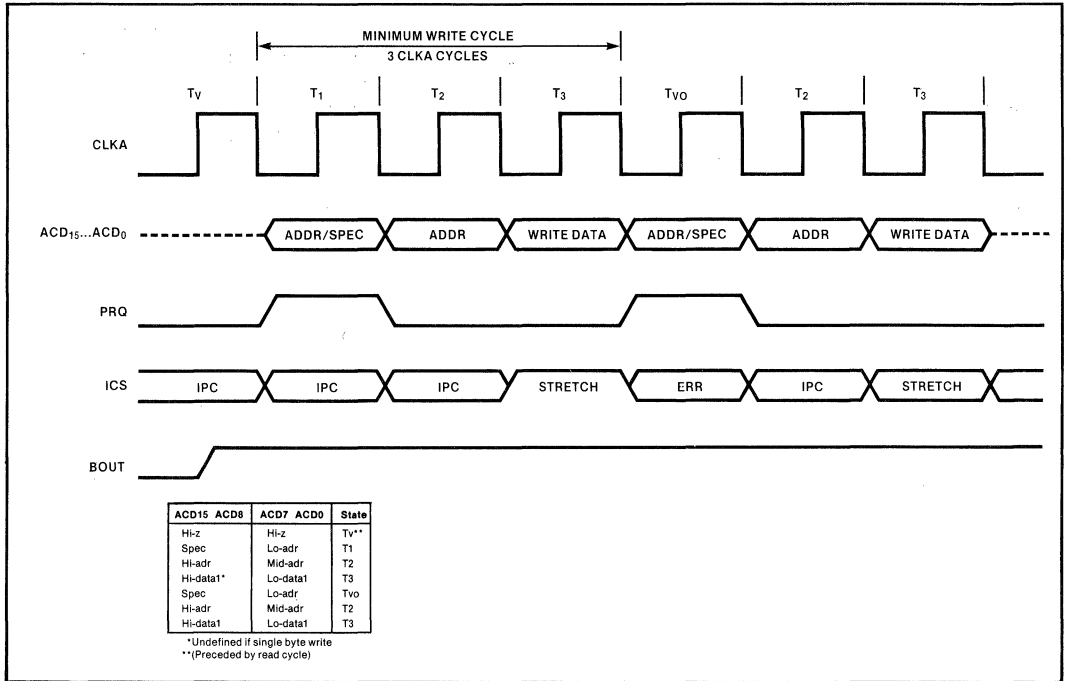 MINIMUM WRITE CYCLE
3 CLKA CYCLES
TV T1 T2 T3 TVO T2 T3
CLKA
ACD15...ACD0 ADDR/SPEC ADDR WRITE DATA ADDR/SPEC ADDR WRITE DATA
PRQ
ICS IPC IPC IPC STRETCH ERR IPC STRETCH
BOUT
ACD15 ACD8 ACD7 ACD0 State
Hi-z Hi-z Tv**
Spec Lo-adr T1
Hi-adr Mid-adr T2
Hi-data1* Lo-data1 T3
Spec Lo-adr Tvo
Hi-adr Mid-adr T2
Hi-data1 Lo-data1 T3
*Undefined if single byte write
**(Preceded by read cycle)